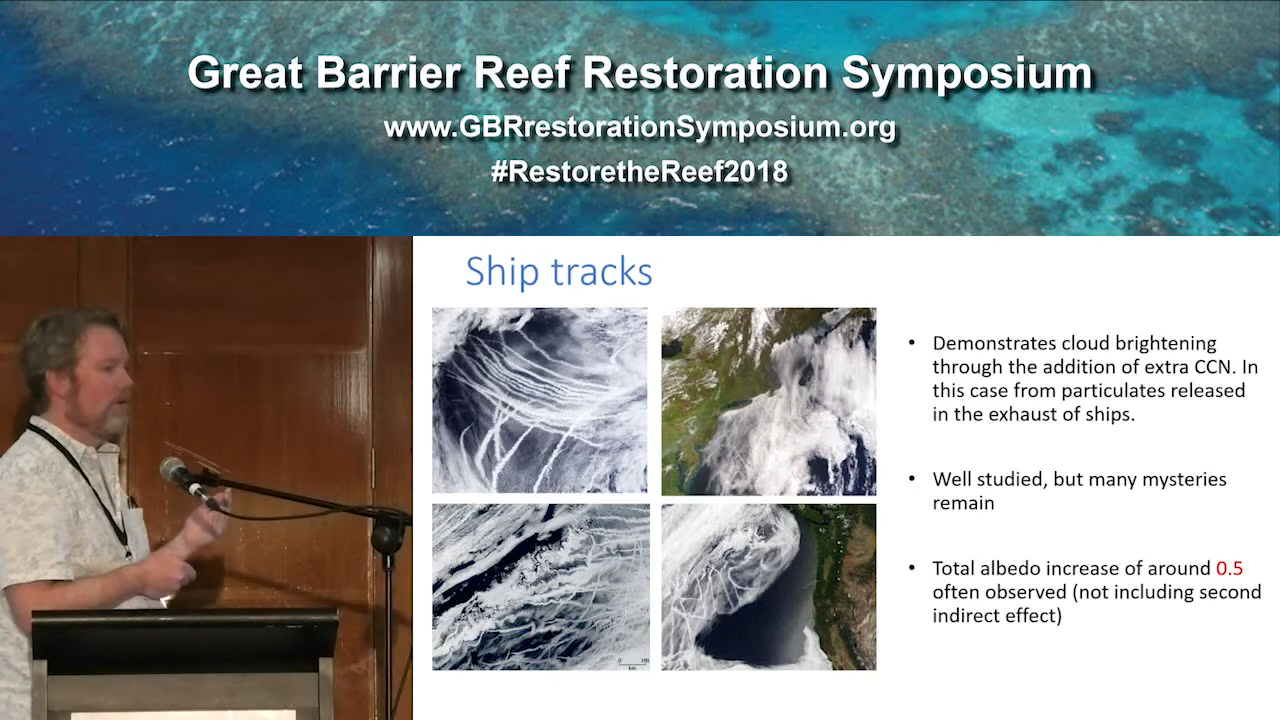 Great Barrier Reef Restoration Symposium
www.GBRrestorationSymposium.org
#RestoretheReef2018
Ship tracks
• Demonstrates cloud brightening
through the addition of extra CCN. In
this case from particulates released
in the exhaust of ships.
• Well studied, but many mysteries
remain
• Total albedo increase of around 0.5
often observed (not including second
indirect effect)